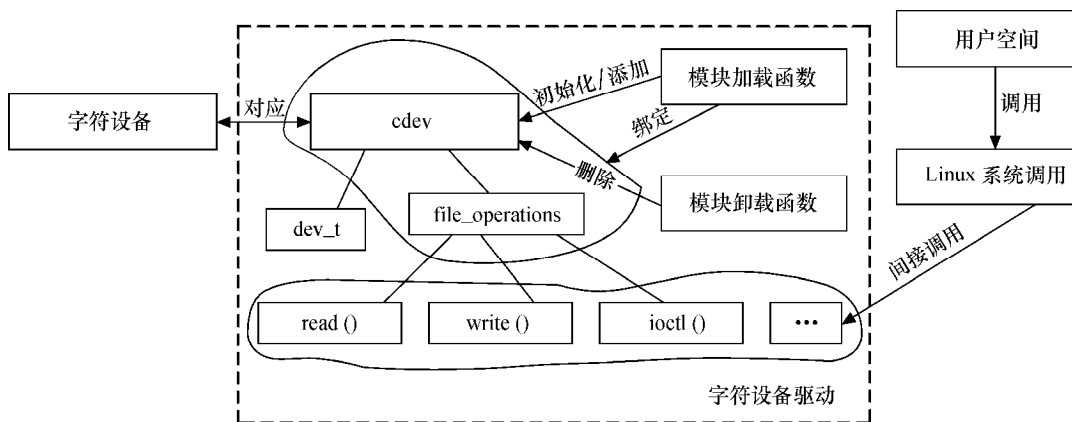 用户空间
模块加载函数
初始化/添加
调用
对应
字符设备
cdev
绑定
删除
Linux 系统调用
模块卸载函数
file_operations
dev_t
间接调用
read ()
write ()
ioctl ()
•••
字符设备驱动